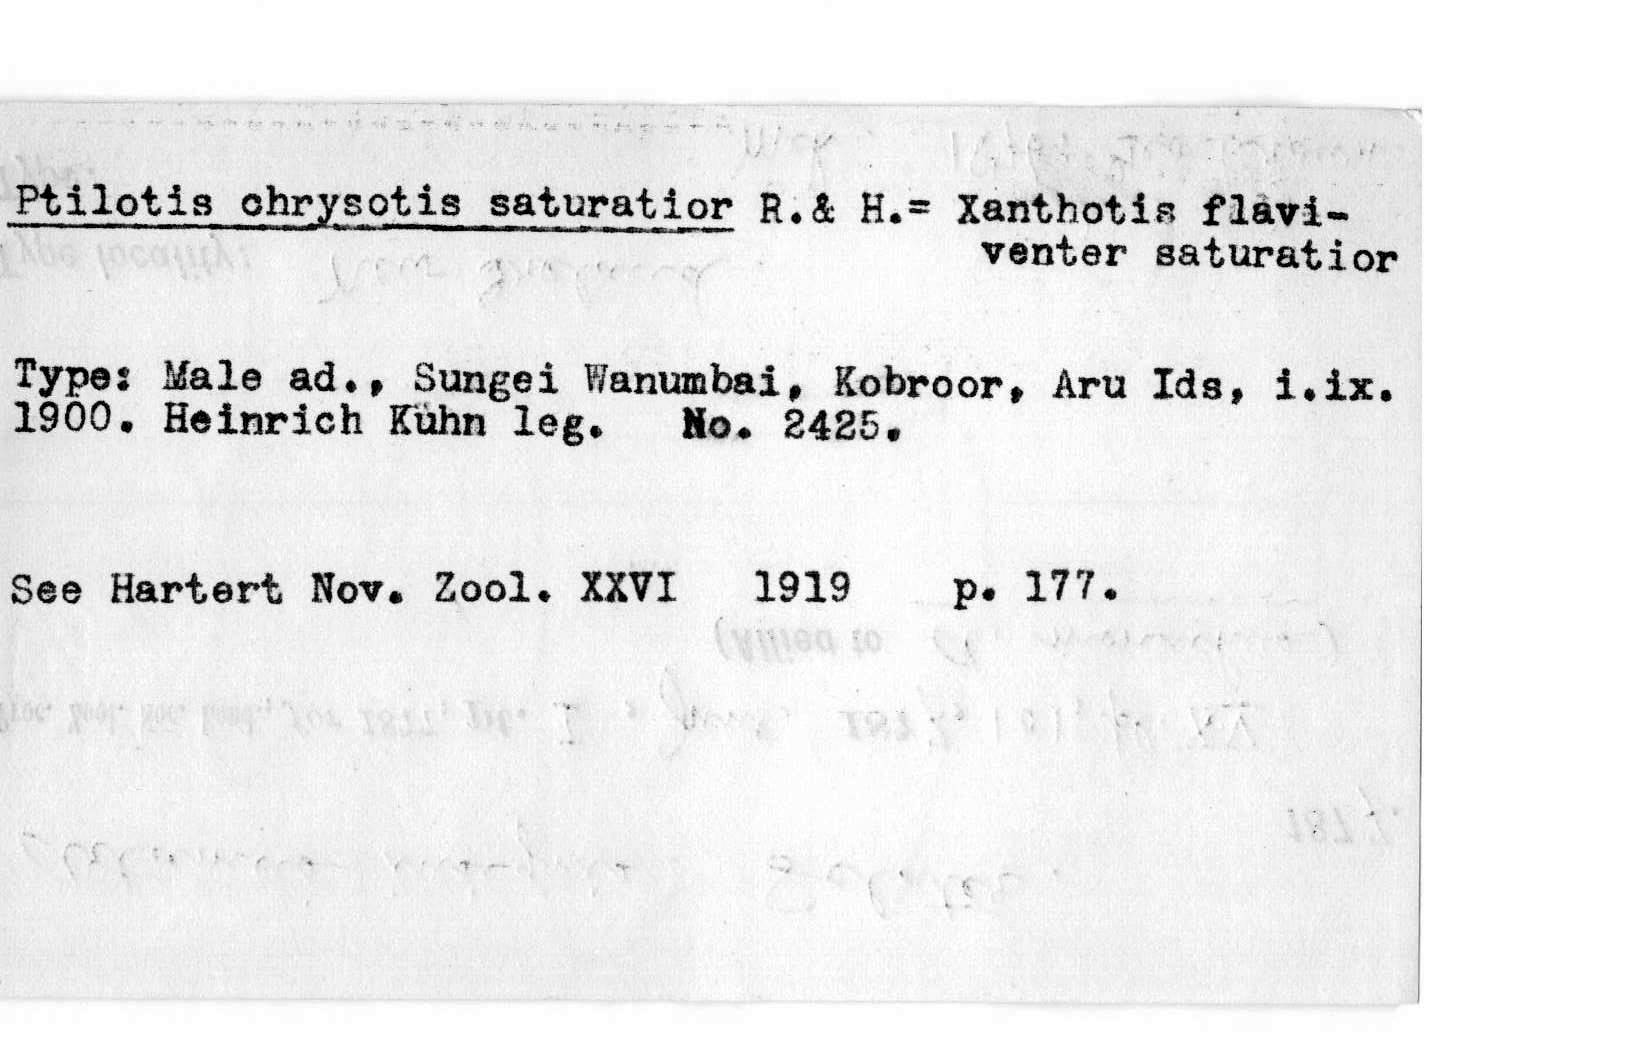 Ptilotis chrysotis saturatior R.& H.= Xanthotis flavi-
venter saturatior
Type: Male ad., Sungei Wanumbai, Kobroor, Aru Ids, i.ix.
1900. Heinrich Kühn leg. No. 2425.
See Hartert Nov. Zool. XXVI 1919 p. 177.